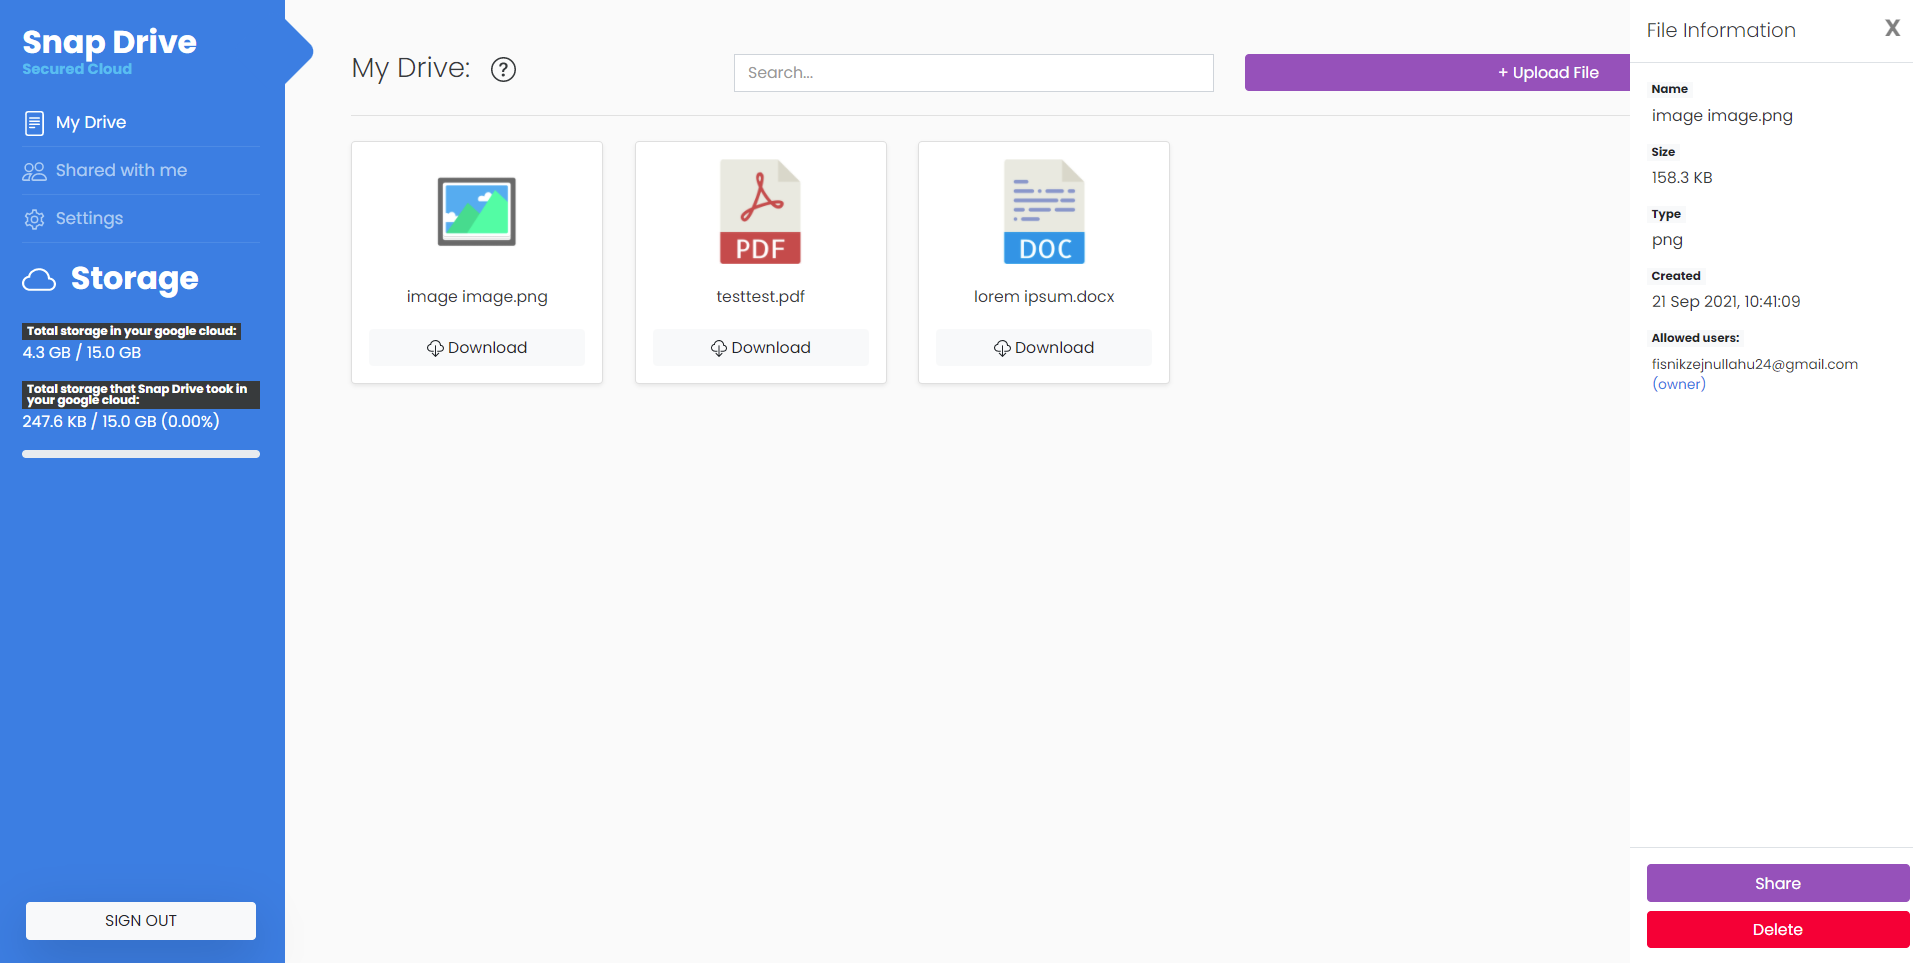 Snap Drive
Secured Cloud
My Drive
Shared with me
Settings
Storage
Total storage in your google cloud:
4.3 GB / 15.0 GB
Total storage that Snap Drive took in
your google cloud:
247.6 KB / 15.0 GB (0.00%)
SIGN OUT
My Drive:
?
Search...
+ Upload File
image image.png
Download
PDF
testtest.pdf
Download
DOC
lorem ipsum.docx
Download
File Information
X
Name
image image.png
Size
158.3 KB
Type
png
Created
21 Sep 2021, 10:41:09
Allowed users:
fisnikzejnullahu24@gmail.com
(owner)
Share
Delete